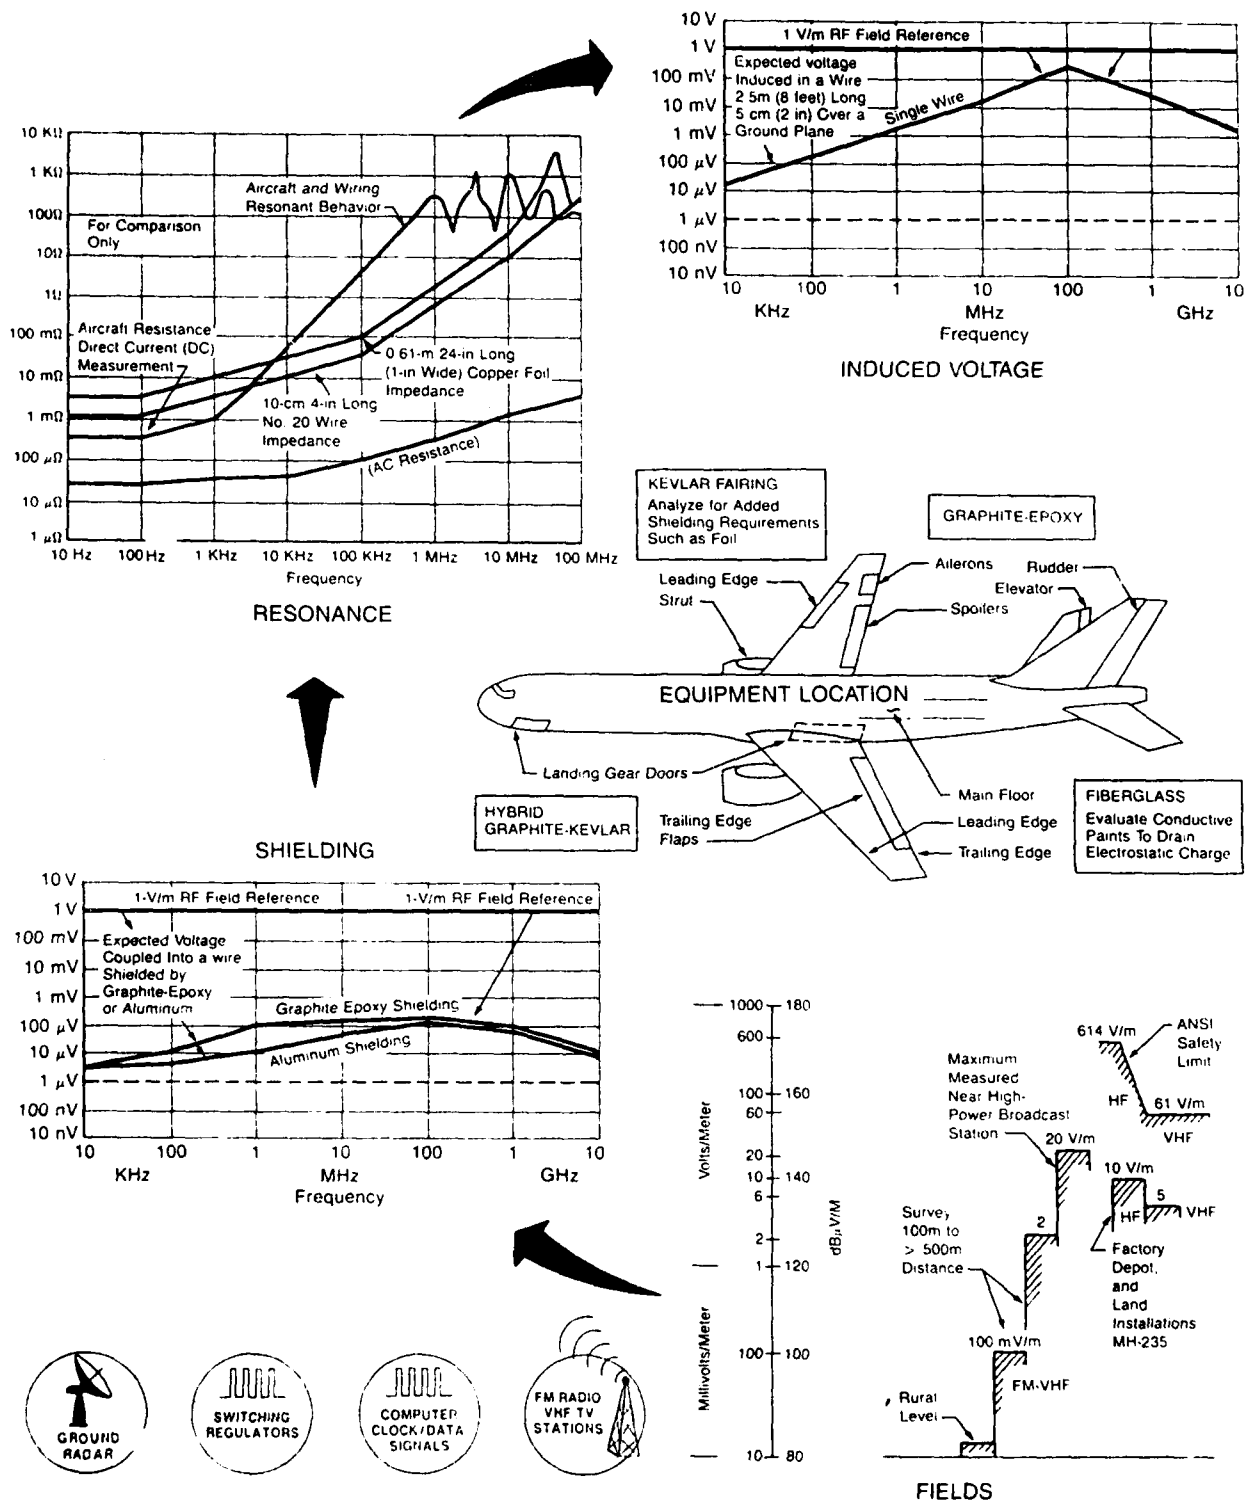 10 V
1 V
100 mV
10 mV
1 mV
100 μV
10 μV
1 μV
100 nV
10 nV
1 V/m RF Field Reference
Expected voltage
Induced in a Wire
2 5m (8 feet) Long
5 cm (2 in) Over a
Ground Plane
Single Wire
10 100 1 10 100 1 10
KHz MHz GHz
Frequency
INDUCED VOLTAGE
10 KΩ
1 KΩ
100Ω
10Ω
1Ω
100 mΩ
10 mΩ
1 mΩ
100 μΩ
10 μΩ
1 μΩ
Aircraft and Wiring
Resonant Behavior
For Comparison
Only
Aircraft Resistance
Direct Current (DC)
Measurement
0 61-m 24-in Long
(1-in Wide) Copper Foil
Impedance
10-cm 4-in Long
No. 20 Wire
Impedance
(AC Resistance)
10 Hz 100 Hz 1 KHz 10 KHz 100 KHz 1 MHz 10 MHz 100 MHz
Frequency
RESONANCE
KEVLAR FAIRING
Analyze for Added
Shielding Requirements
Such as Foil
GRAPHITE-EPOXY
Leading Edge
Strut
Ailerons
Rudder
Elevator
Spoilers
EQUIPMENT LOCATION
Landing Gear Doors
HYBRID
GRAPHITE-KEVLAR
Trailing Edge
Flaps
Main Floor
Leading Edge
Trailing Edge
FIBERGLASS
Evaluate Conductive
Paints To Drain
Electrostatic Charge
SHIELDING
10 V
1 V
100 mV
10 mV
1 mV
100 μV
10 μV
1 μV
100 nV
10 nV
1-V/m RF Field Reference 1-V/m RF Field Reference
Expected Voltage
Coupled Into a wire
Shielded by
Graphite-Epoxy
or Aluminum
Graphite Epoxy Shielding
Aluminum Shielding
10 100 1 10 100 1 10
KHz MHz GHz
Frequency
1000 180
600
100 160
60
20
10 140
6
2
1 120
100 100
10 80
Volts/Meter
Millivolts/Meter
dBμV/M
Maximum
Measured
Near High-
Power Broadcast
Station
614 V/m
ANSI
Safety
Limit
HF
61 V/m
VHF
20 V/m
10 V/m
HF
5
VHF
2
Survey
100m to
> 500m
Distance
Factory
Depot,
and
Land
Installations
MH-235
100 mV/m
FM-VHF
Rural
Level
FIELDS
GROUND
RADAR
SWITCHING
REGULATORS
COMPUTER
CLOCK/DATA
SIGNALS
FM RADIO
VHF TV
STATIONS